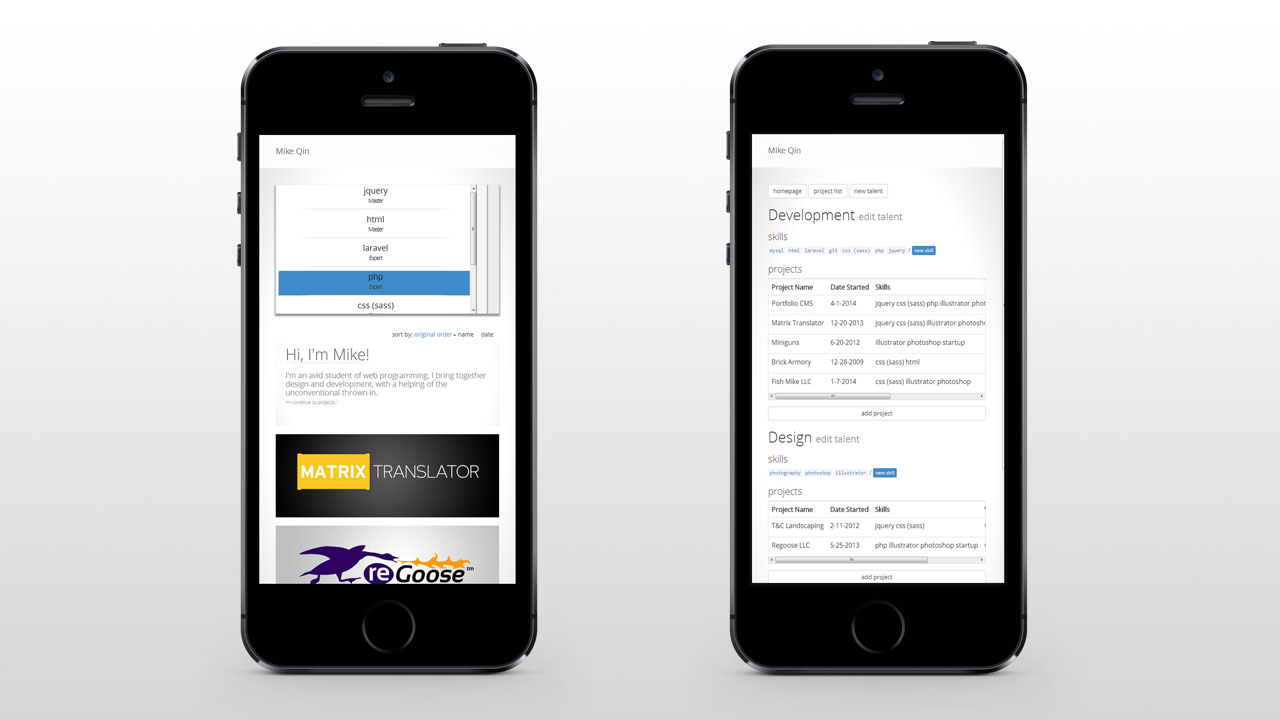 Mike Qin
jquery
Master
html
Master
laravel
Expert
php
Expert
css (sass)
sort by: original order name date
Hi, I'm Mike!
I'm an avid student of web programming. I bring together
design and development, with a helping of the
unconventional thrown in.
continue to projects
MATRIX TRANSLATOR
reGoose™
Mike Qin
homepage project list new talent
Development edit talent
skills
mysql html laravel git css (sass) php jquery / new skill
projects
Project Name Date Started Skills
Portfolio CMS 4-1-2014 jquery css (sass) php illustrator phot
Matrix Translator 12-20-2013 jquery css (sass) illustrator photosh
Miniguns 6-20-2012 illustrator photoshop startup
Brick Armory 12-28-2009 css (sass) html
Fish Mike LLC 1-7-2014 css (sass) illustrator photoshop
add project
Design edit talent
skills
photography photoshop illustrator / new skill
projects
Project Name Date Started Skills
T&C Landscaping 2-11-2012 jquery css (sass)
Regoose LLC 5-25-2013 php illustrator photoshop startup
add project